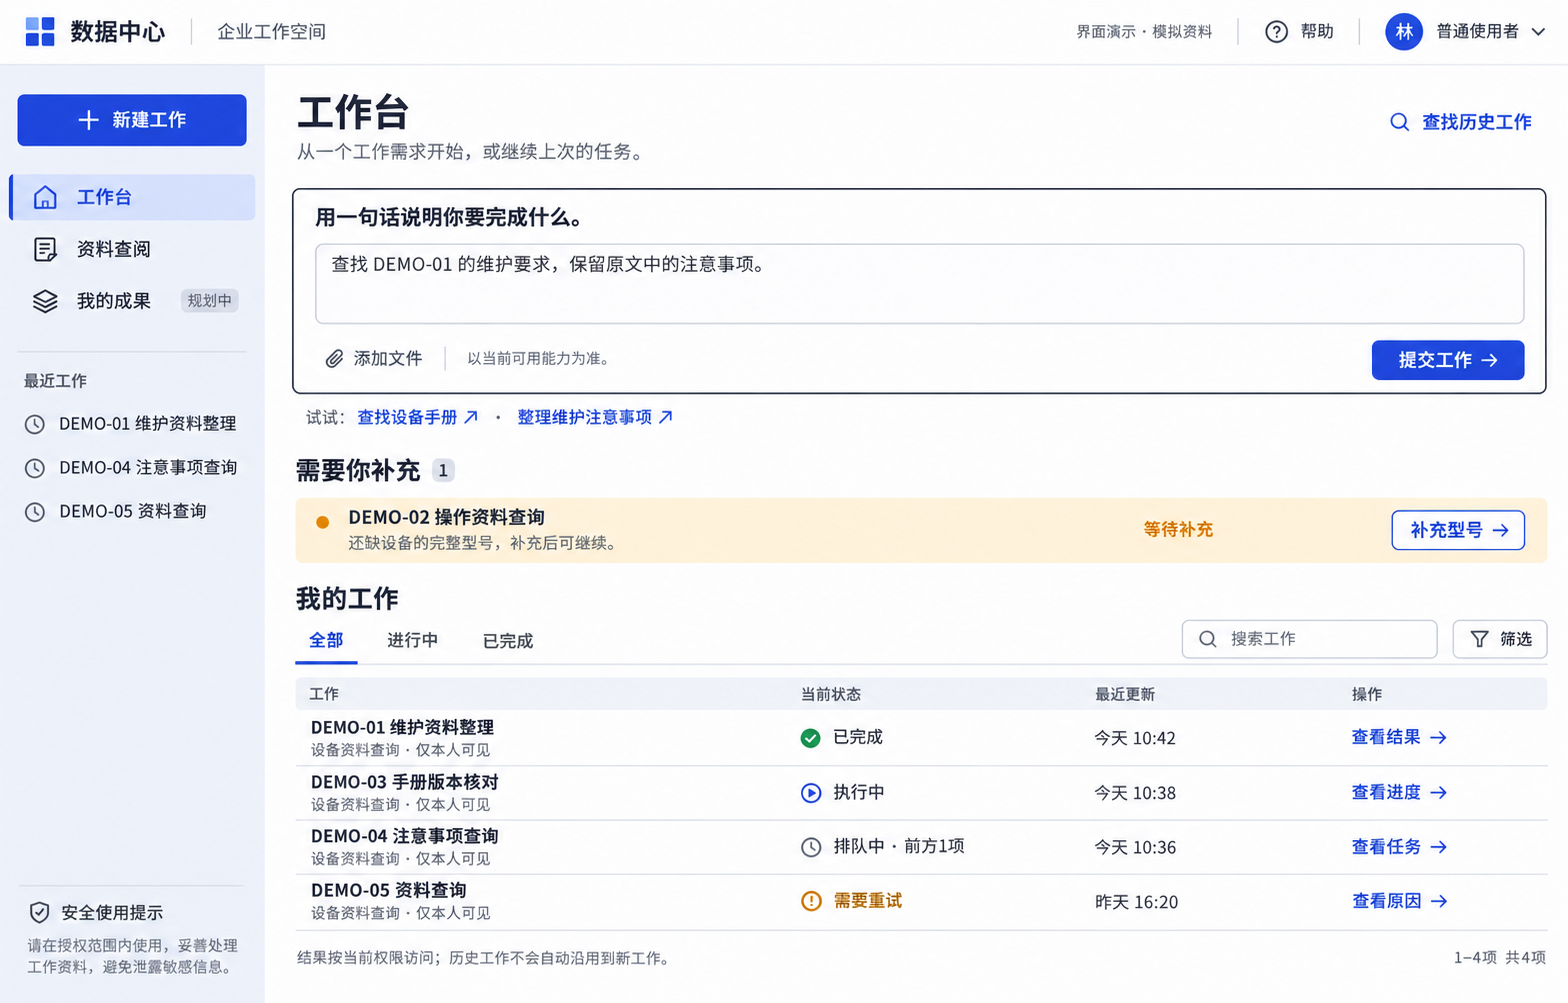 数据中心
企业工作空间
界面演示·模拟资料
帮助
林
普通使用者
新建工作
工作台
资料查阅
我的成果 规划中
最近工作
DEMO-01 维护资料整理
DEMO-04 注意事项查询
DEMO-05 资料查询
安全使用提示
请在授权范围内使用，妥善处理
工作资料，避免泄露敏感信息。
工作台
从一个工作需求开始，或继续上次的任务。
查找历史工作
用一句话说明你要完成什么。
查找 DEMO-01 的维护要求，保留原文中的注意事项。
添加文件
以当前可用能力为准。
提交工作 →
试试： 查找设备手册 ↗ · 整理维护注意事项 ↗
需要你补充 1
DEMO-02 操作资料查询
还缺设备的完整型号，补充后可继续。
等待补充
补充型号 →
我的工作
全部 进行中 已完成
搜索工作
筛选
工作 当前状态 最近更新 操作
DEMO-01 维护资料整理
设备资料查询·仅本人可见
已完成 今天 10:42 查看结果 →
DEMO-03 手册版本核对
设备资料查询·仅本人可见
执行中 今天 10:38 查看进度 →
DEMO-04 注意事项查询
设备资料查询·仅本人可见
排队中·前方1项 今天 10:36 查看任务 →
DEMO-05 资料查询
设备资料查询·仅本人可见
需要重试 昨天 16:20 查看原因 →
结果按当前权限访问；历史工作不会自动沿用到新工作。
1–4项 共4项